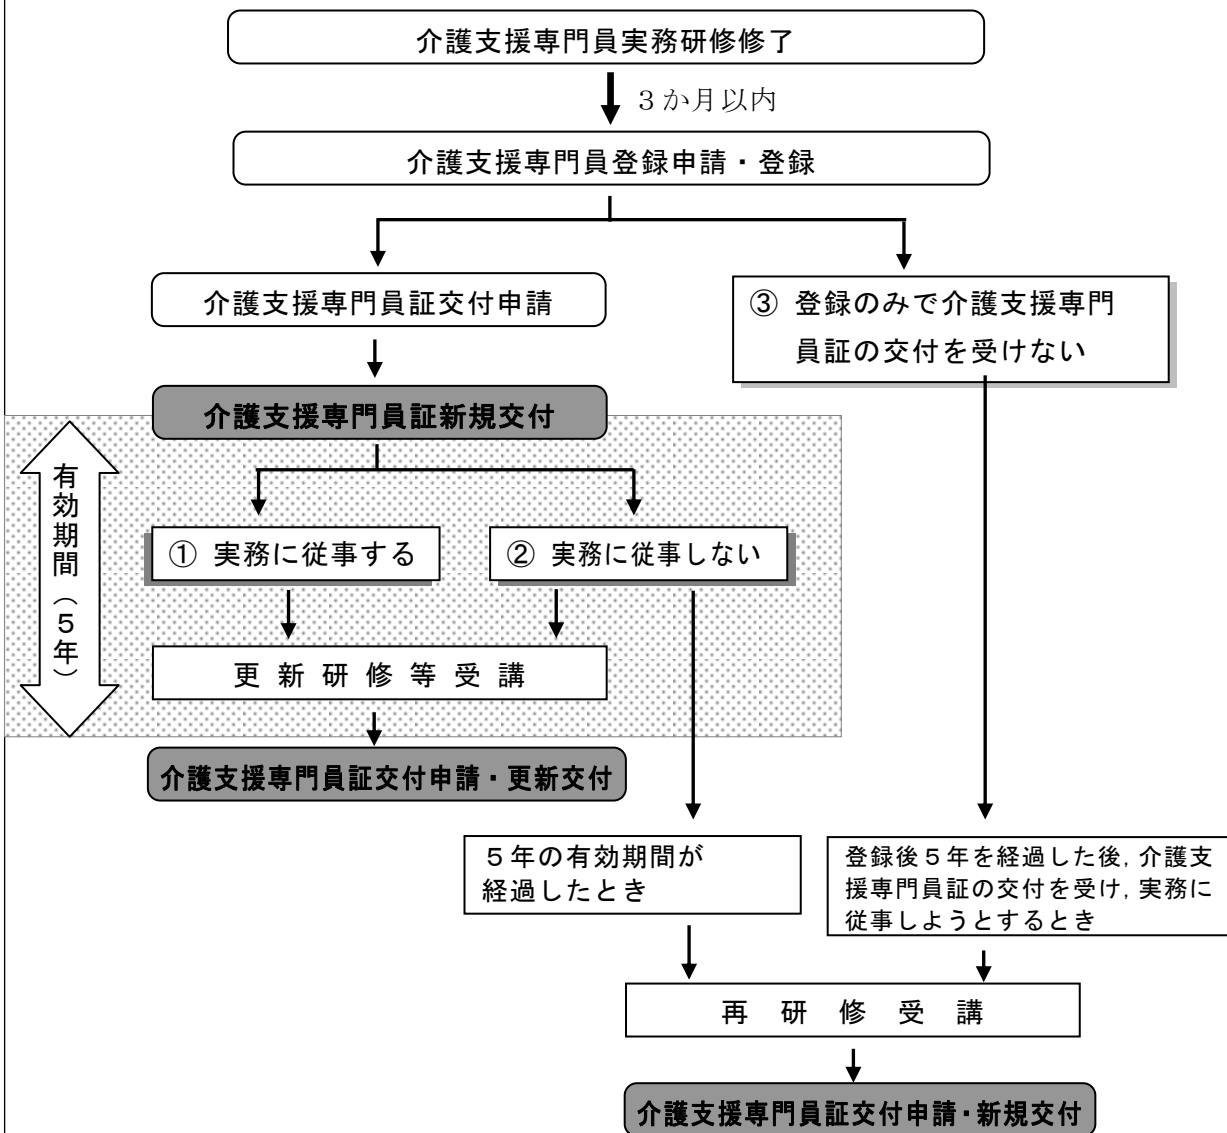 介護支援専門員実務研修修了
３か月以内
介護支援専門員登録申請・登録
介護支援専門員証交付申請
③ 登録のみで介護支援専門
員証の交付を受けない
介護支援専門員証新規交付
有効期間（５年）
① 実務に従事する
② 実務に従事しない
更新研修等受講
介護支援専門員証交付申請・更新交付
５年の有効期間が
経過したとき
登録後５年を経過した後，介護支
援専門員証の交付を受け，実務に
従事しようとするとき
再研修受講
介護支援専門員証交付申請・新規交付